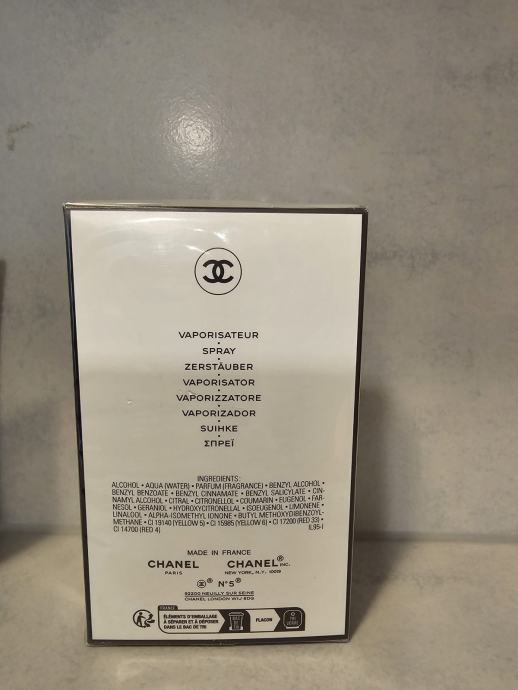 VAPORISATEUR
SPRAY
ZERSTÄUBER
VAPORISATOR
VAPORIZZATORE
VAPORIZADOR
SUIHKE
ΣΠΡΕΪ
INGREDIENTS:
ALCOHOL • AQUA (WATER) • PARFUM (FRAGRANCE) • BENZYL ALCOHOL •
BENZYL BENZOATE • BENZYL CINNAMATE • BENZYL SALICYLATE • CIN-
NAMYL ALCOHOL • CITRAL • CITRONELLOL • COUMARIN • EUGENOL • FAR-
NESOL • GERANIOL • HYDROXYCITRONELLAL • ISOEUGENOL • LIMONENE •
LINALOOL • ALPHA-ISOMETHYL IONONE • BUTYL METHOXYDIBENZOYL-
METHANE • CI 19140 (YELLOW 5) • CI 15985 (YELLOW 6) • CI 17200 (RED 33) •
CI 14700 (RED 4) IL95-I
MADE IN FRANCE
CHANEL CHANEL® INC.
PARIS NEW YORK, N.Y. 10019
® N°5®
92200 NEUILLY SUR SEINE
CHANEL LONDON W1J 6DG
FRANCE
ÉLÉMENTS D'EMBALLAGE
À SÉPARER ET À DÉPOSER
DANS LE BAC DE TRI
FLACON